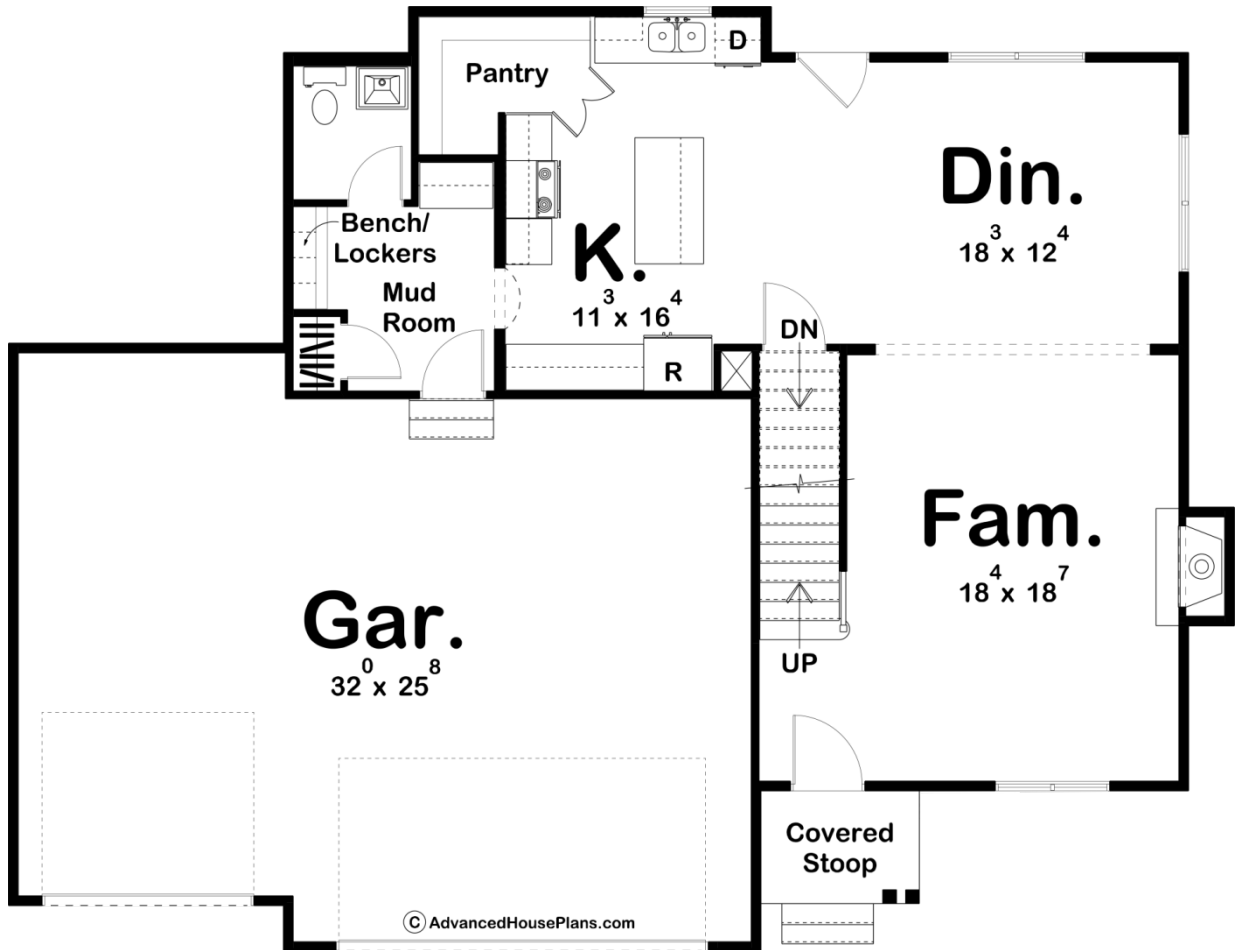 Pantry
D
Din.
18³ x 12⁴
Bench/
Lockers
K.
11³ x 16⁴
Mud
Room
DN
R
Fam.
18⁴ x 18⁷
Gar.
32⁰ x 25⁸
UP
Covered
Stoop
© AdvancedHousePlans.com